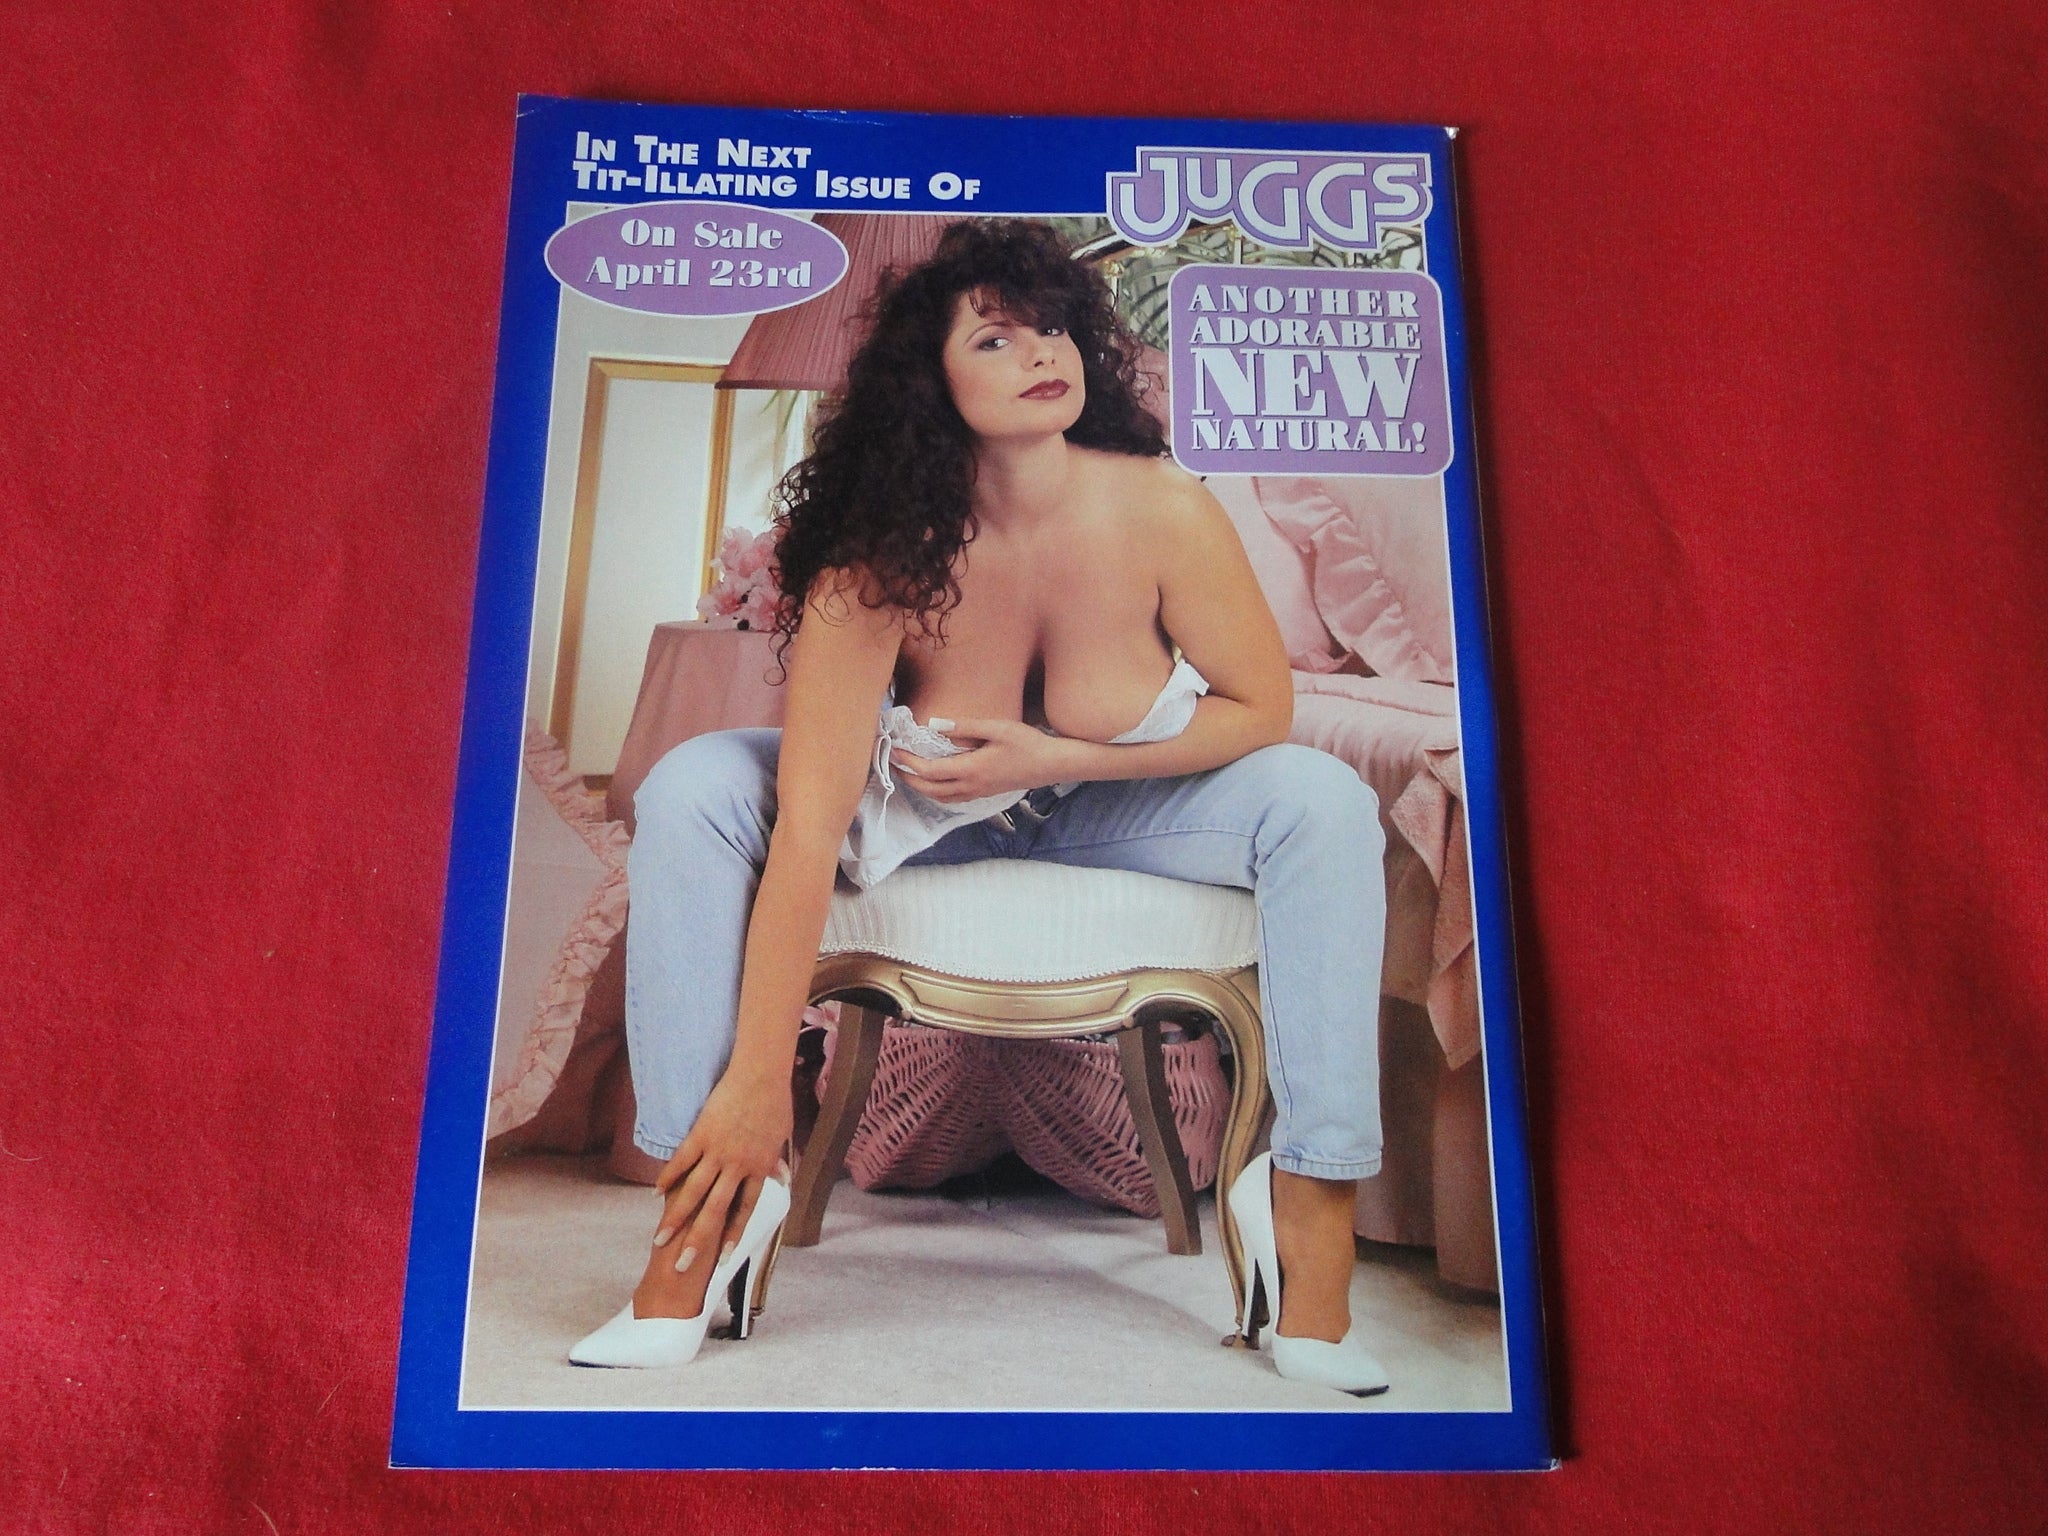 IN THE NEXT
TIT-ILLATING ISSUE OF
JUGGS
On Sale
April 23rd
ANOTHER
ADORABLE
NEW
NATURAL!